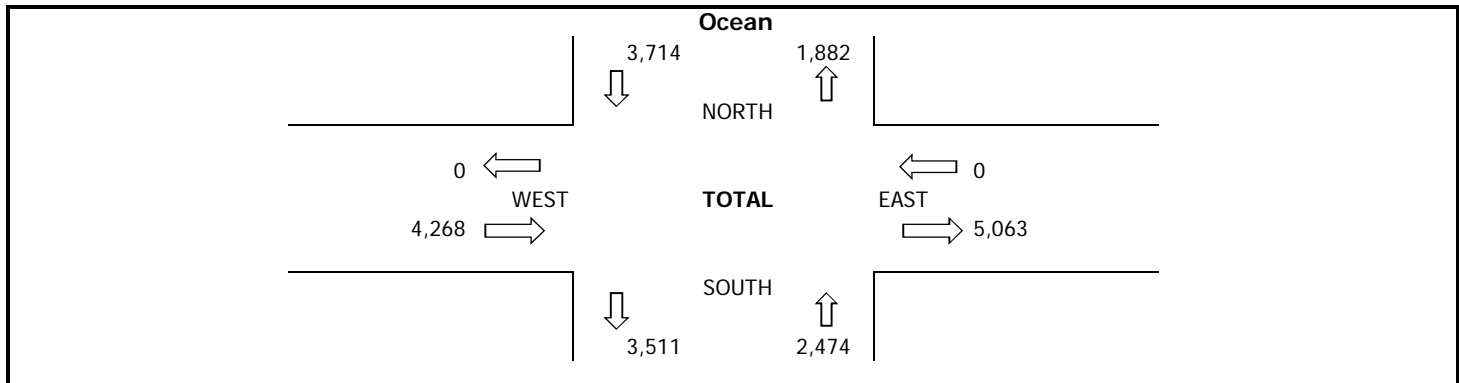 Ocean
3,714 1,882
NORTH
0 0
WEST TOTAL EAST
4,268 5,063
SOUTH
3,511 2,474